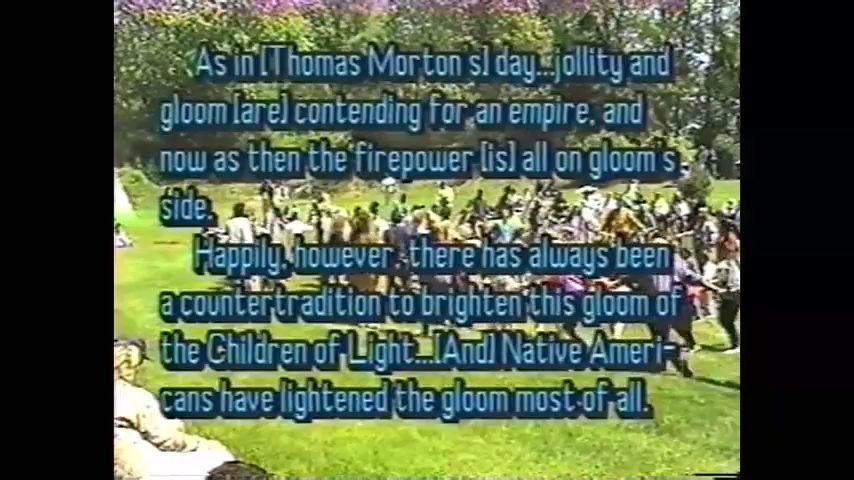 As in [Thomas Morton s] day...jollity and
gloom [are] contending for an empire, and
now as then the firepower [is] all on gloom's
side.
Happily, however, there has always been
a countertradition to brighten this gloom of
the Children of Light...[And] Native Ameri-
cans have lightened the gloom most of all.